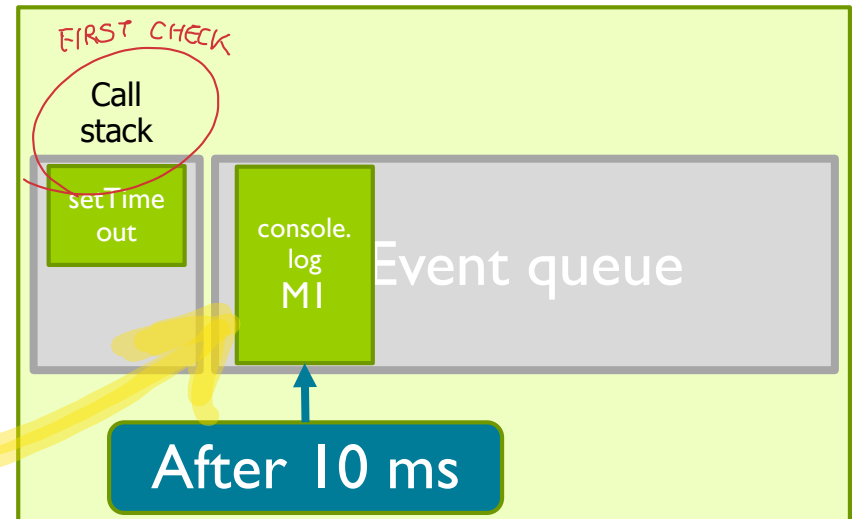 FIRST CHECK
Call
stack
setTime
out
console.
log
M1
Event queue
After 10 ms